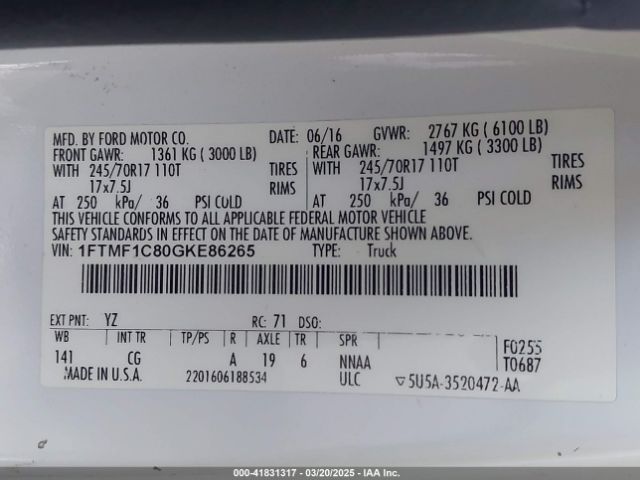 MFD. BY FORD MOTOR CO. DATE: 06/16 GVWR: 2767 KG ( 6100 LB)
FRONT GAWR: 1361 KG ( 3000 LB) REAR GAWR: 1497 KG ( 3300 LB)
WITH 245/70R17 110T TIRES WITH 245/70R17 110T TIRES
17x7.5J RIMS 17x7.5J RIMS
AT 250 kPa/ 36 PSI COLD AT 250 kPa/ 36 PSI COLD
THIS VEHICLE CONFORMS TO ALL APPLICABLE FEDERAL MOTOR VEHICLE
SAFETY STANDARDS IN EFFECT ON THE DATE OF MANUFACTURE SHOWN ABOVE.
VIN: 1FTMF1C80GKE86265 TYPE: Truck
EXT PNT: YZ RC: 71 DSO:
WB INT TR TP/PS R AXLE TR SPR F0255
141 CG A 19 6 NNAA T0687
MADE IN U.S.A. 2201606188534 ULC ▽5U5A-3520472-AA
000-41831317 - 03/20/2025 - IAA Inc.